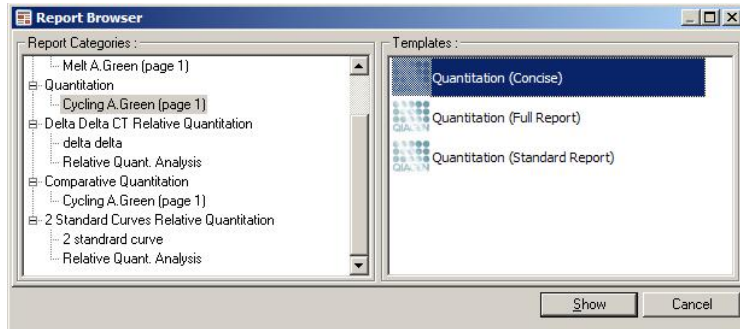 Report Browser
Report Categories :
Melt A.Green (page 1)
Quantitation
Cycling A.Green (page 1)
Delta Delta CT Relative Quantitation
delta delta
Relative Quant. Analysis
Comparative Quantitation
Cycling A.Green (page 1)
2 Standard Curves Relative Quantitation
2 standrard curve
Relative Quant. Analysis
Templates :
Quantitation (Concise)
QIAGEN
Quantitation (Full Report)
QIAGEN
Quantitation (Standard Report)
Show
Cancel